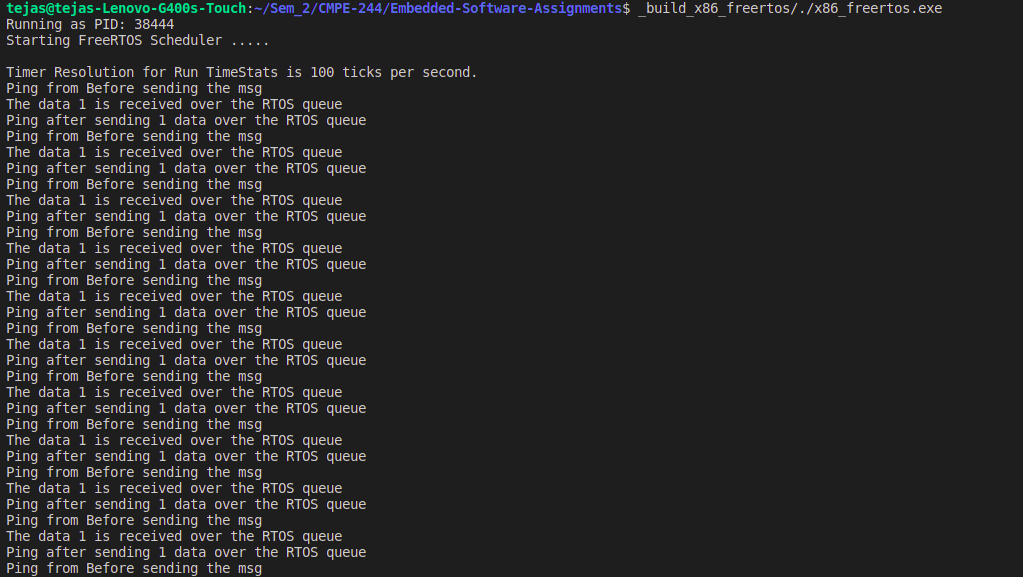 tejas@tejas-Lenovo-G400s-Touch:~/Sem_2/CMPE-244/Embedded-Software-Assignments$ _build_x86_freertos/./x86_freertos.exe
Running as PID: 38444
Starting FreeRTOS Scheduler .....
Timer Resolution for Run TimeStats is 100 ticks per second.
Ping from Before sending the msg
The data 1 is received over the RTOS queue
Ping after sending 1 data over the RTOS queue
Ping from Before sending the msg
The data 1 is received over the RTOS queue
Ping after sending 1 data over the RTOS queue
Ping from Before sending the msg
The data 1 is received over the RTOS queue
Ping after sending 1 data over the RTOS queue
Ping from Before sending the msg
The data 1 is received over the RTOS queue
Ping after sending 1 data over the RTOS queue
Ping from Before sending the msg
The data 1 is received over the RTOS queue
Ping after sending 1 data over the RTOS queue
Ping from Before sending the msg
The data 1 is received over the RTOS queue
Ping after sending 1 data over the RTOS queue
Ping from Before sending the msg
The data 1 is received over the RTOS queue
Ping after sending 1 data over the RTOS queue
Ping from Before sending the msg
The data 1 is received over the RTOS queue
Ping after sending 1 data over the RTOS queue
Ping from Before sending the msg
The data 1 is received over the RTOS queue
Ping after sending 1 data over the RTOS queue
Ping from Before sending the msg
The data 1 is received over the RTOS queue
Ping after sending 1 data over the RTOS queue
Ping from Before sending the msg